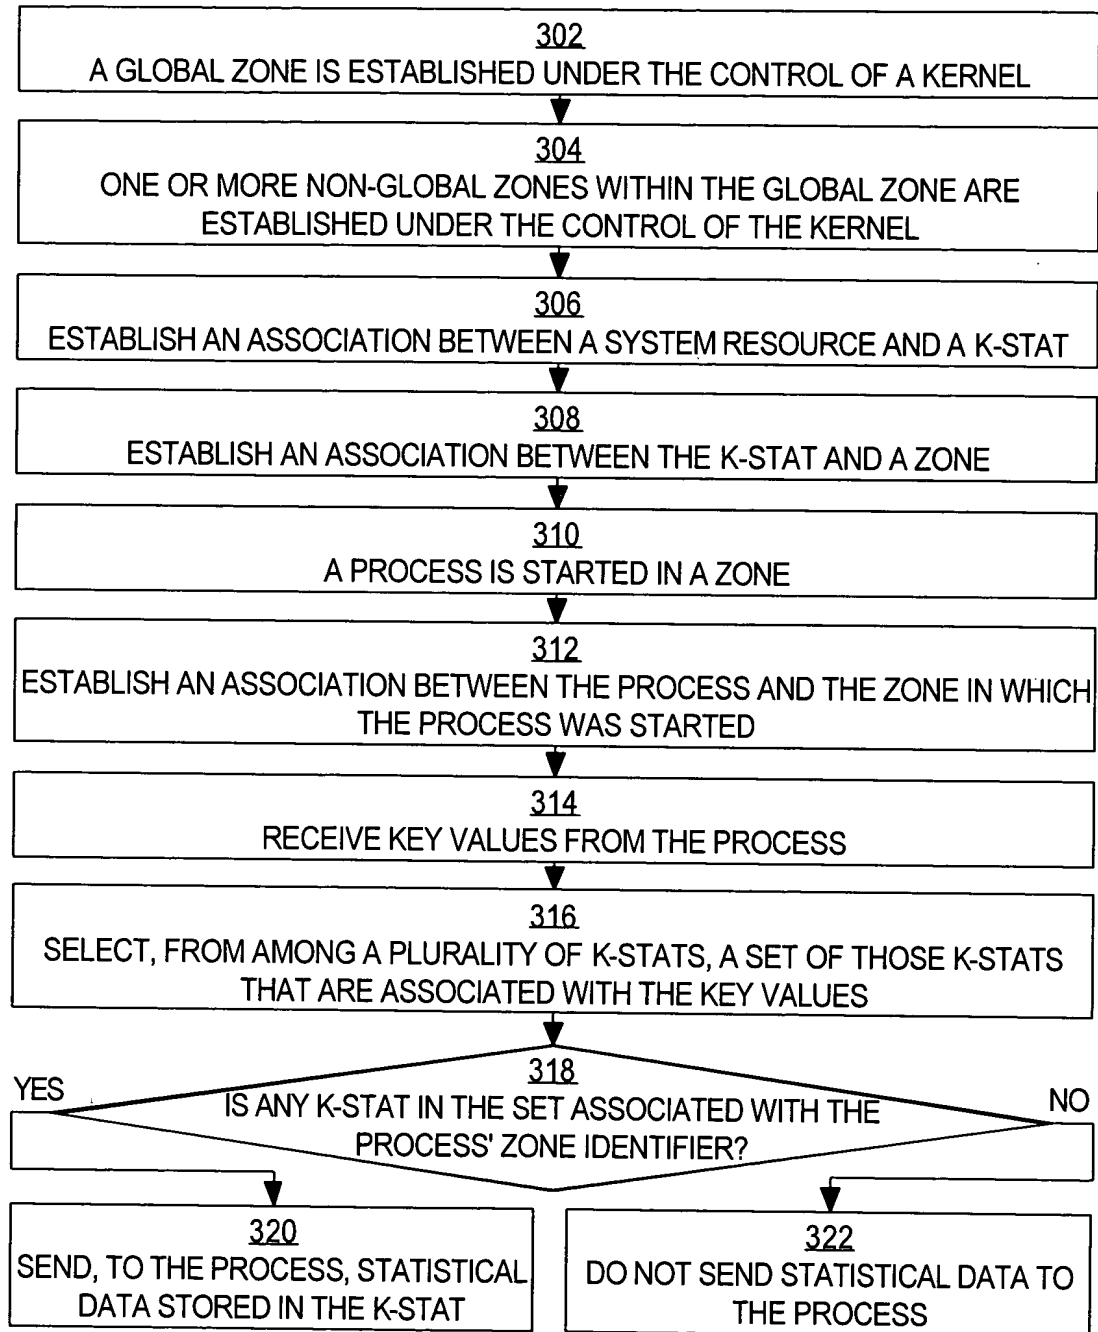 302
A GLOBAL ZONE IS ESTABLISHED UNDER THE CONTROL OF A KERNEL
304
ONE OR MORE NON-GLOBAL ZONES WITHIN THE GLOBAL ZONE ARE
ESTABLISHED UNDER THE CONTROL OF THE KERNEL
306
ESTABLISH AN ASSOCIATION BETWEEN A SYSTEM RESOURCE AND A K-STAT
308
ESTABLISH AN ASSOCIATION BETWEEN THE K-STAT AND A ZONE
310
A PROCESS IS STARTED IN A ZONE
312
ESTABLISH AN ASSOCIATION BETWEEN THE PROCESS AND THE ZONE IN WHICH
THE PROCESS WAS STARTED
314
RECEIVE KEY VALUES FROM THE PROCESS
316
SELECT, FROM AMONG A PLURALITY OF K-STATS, A SET OF THOSE K-STATS
THAT ARE ASSOCIATED WITH THE KEY VALUES
318
IS ANY K-STAT IN THE SET ASSOCIATED WITH THE
PROCESS' ZONE IDENTIFIER?
YES
NO
320
SEND, TO THE PROCESS, STATISTICAL
DATA STORED IN THE K-STAT
322
DO NOT SEND STATISTICAL DATA TO
THE PROCESS